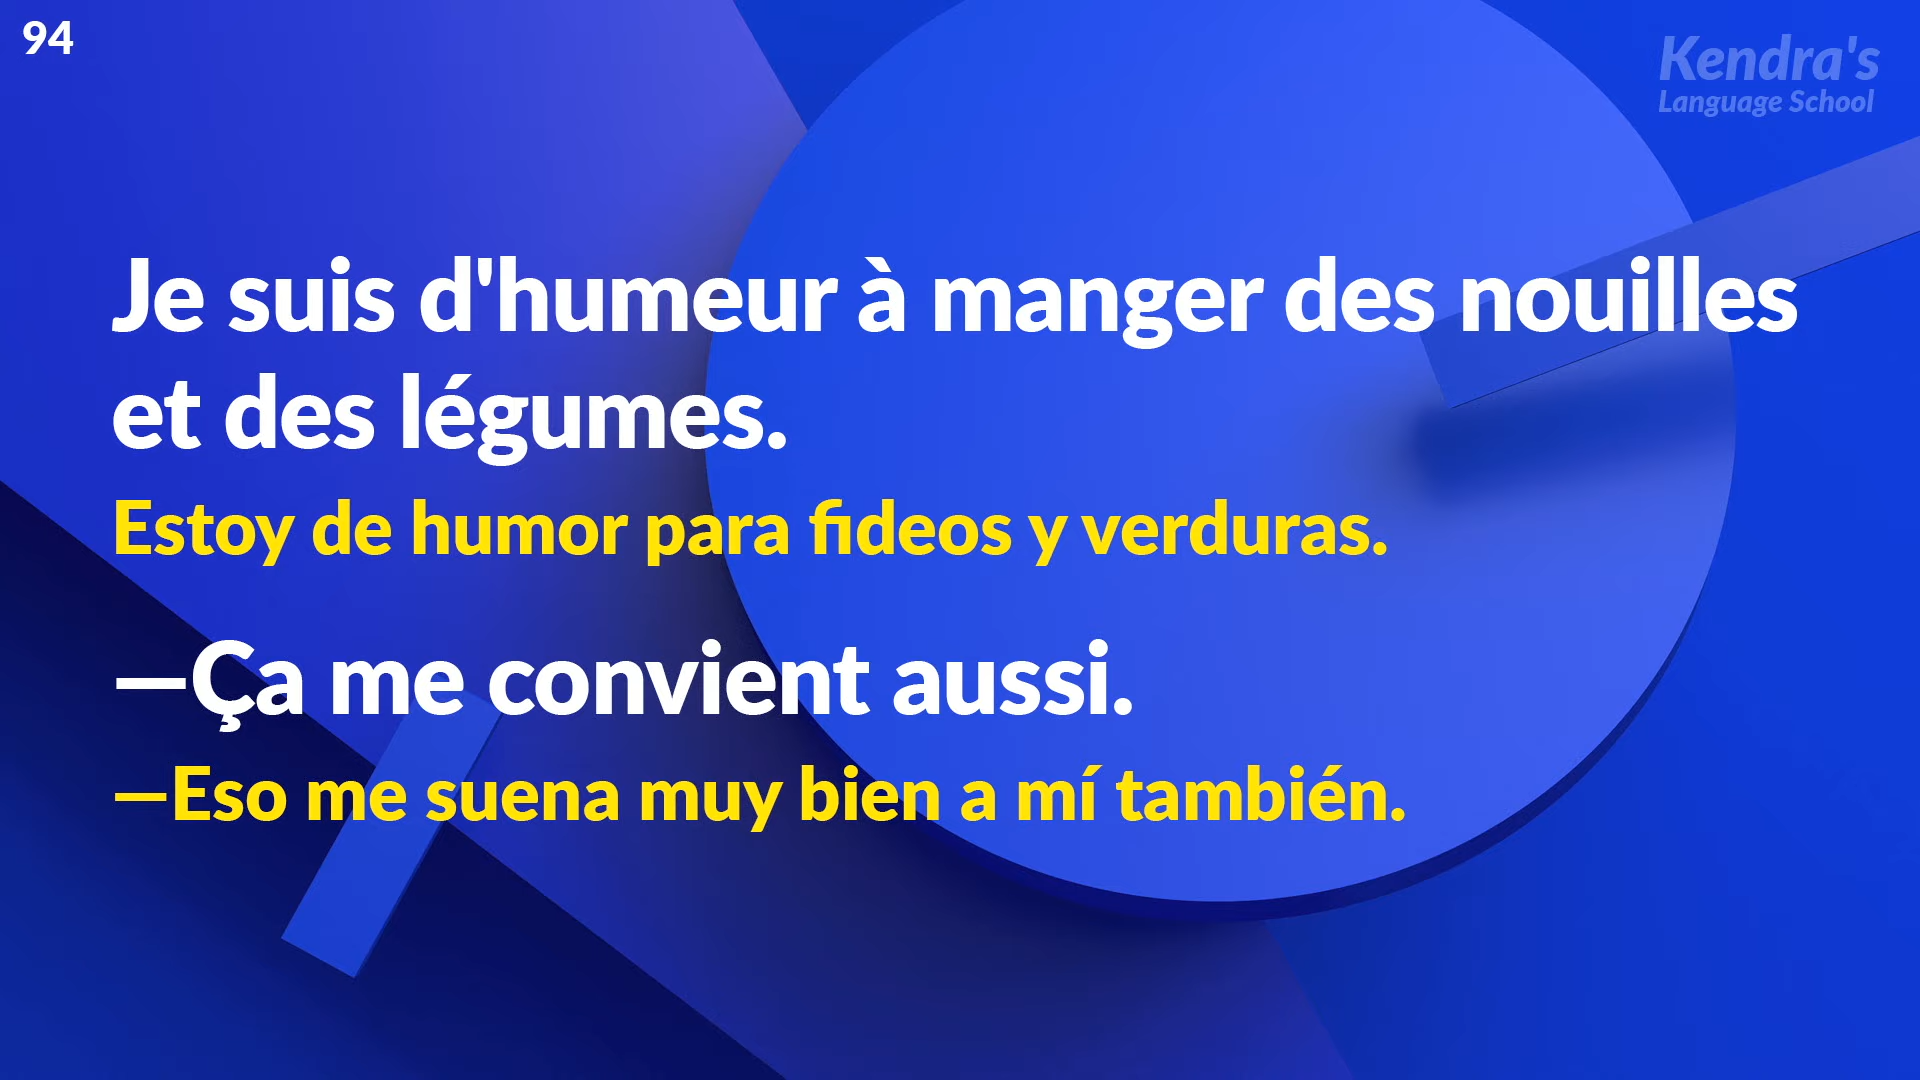 94
Kendra's
Language School
Je suis d'humeur à manger des nouilles
et des légumes.
Estoy de humor para fideos y verduras.
—Ça me convient aussi.
—Eso me suena muy bien a mí también.